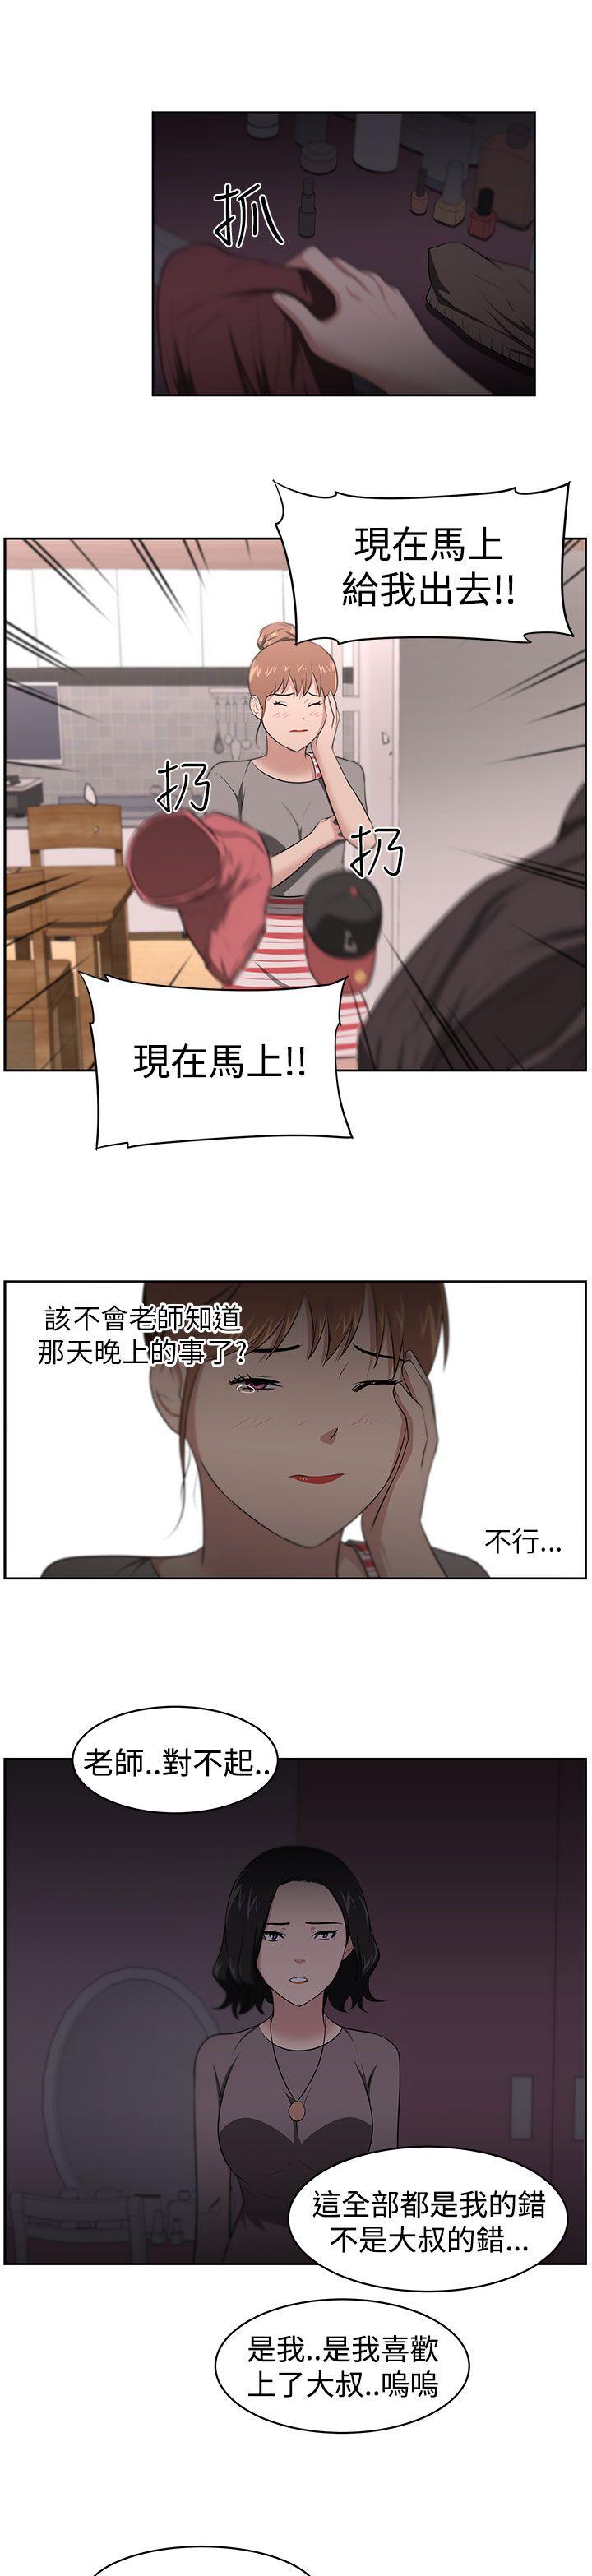 抓
現在馬上
給我出去!!
扔
扔
現在馬上!!
該不會老師知道
那天晚上的事了?
不行...
老師..對不起..
這全部都是我的錯
不是大叔的錯...
是我..是我喜歡
上了大叔..嗚嗚